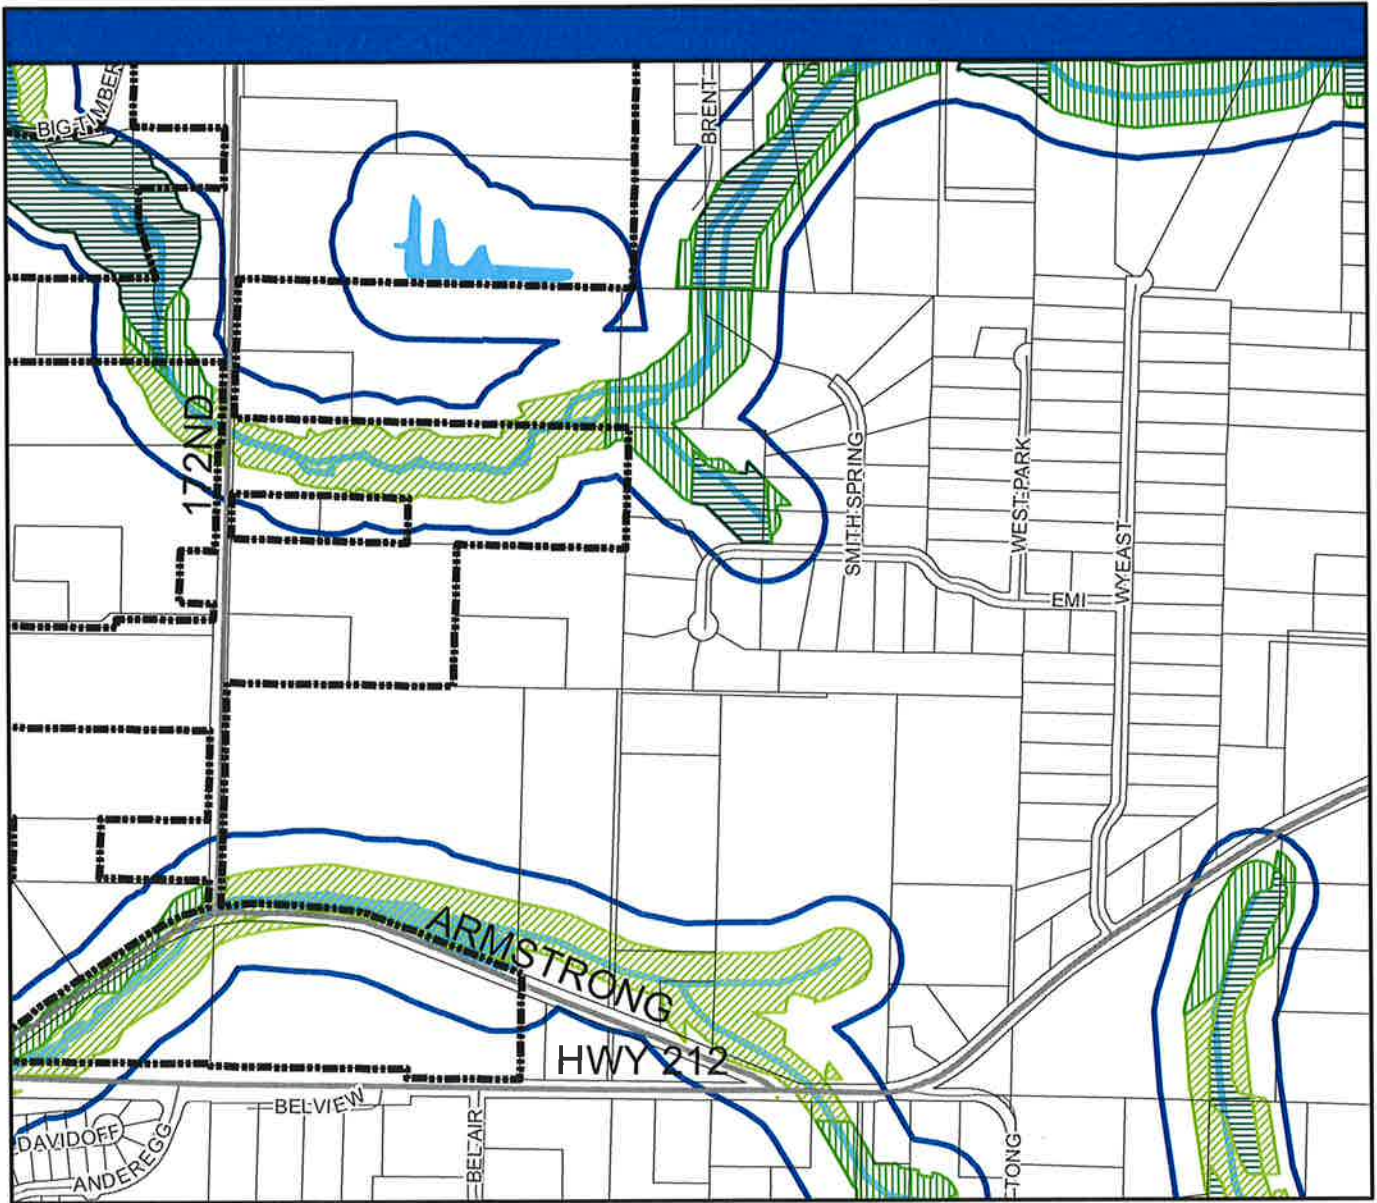 BIG TIMBER
BRENT
172ND
SMITH SPRING
WEST PARK
WYEAST
EMI
ARMSTRONG
HWY 212
BELVIEW
DAVIDOFF
ANDEREGG
BEL AIR
TONG